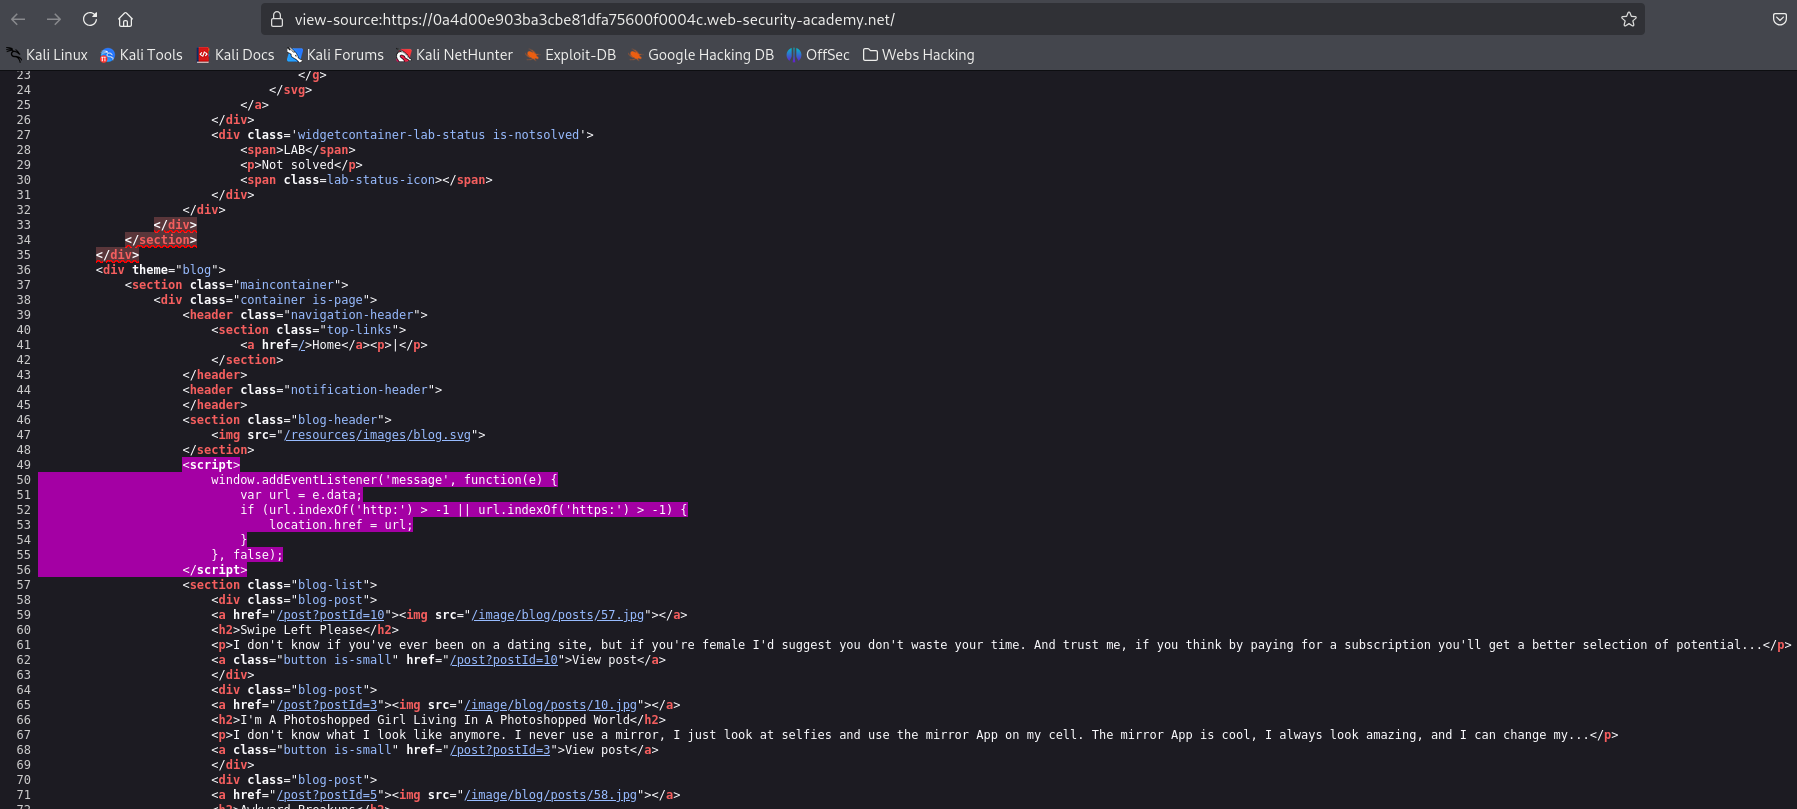 view-source:https://0a4d00e903ba3cbe81dfa75600f0004c.web-security-academy.net/
Kali Linux Kali Tools Kali Docs Kali Forums Kali NetHunter Exploit-DB Google Hacking DB OffSec Webs Hacking
23 </g>
24 </svg>
25 </a>
26 </div>
27 <div class='widgetcontainer-lab-status is-notsolved'>
28 <span>LAB</span>
29 <p>Not solved</p>
30 <span class=lab-status-icon></span>
31 </div>
32 </div>
33 </div>
34 </section>
35 </div>
36 <div theme="blog">
37 <section class="maincontainer">
38 <div class="container is-page">
39 <header class="navigation-header">
40 <section class="top-links">
41 <a href=/>Home</a><p>|</p>
42 </section>
43 </header>
44 <header class="notification-header">
45 </header>
46 <section class="blog-header">
47 <img src="/resources/images/blog.svg">
48 </section>
49 <script>
50 window.addEventListener('message', function(e) {
51 var url = e.data;
52 if (url.indexOf('http:') > -1 || url.indexOf('https:') > -1) {
53 location.href = url;
54 }
55 }, false);
56 </script>
57 <section class="blog-list">
58 <div class="blog-post">
59 <a href="/post?postId=10"><img src="/image/blog/posts/57.jpg"></a>
60 <h2>Swipe Left Please</h2>
61 <p>I don't know if you've ever been on a dating site, but if you're female I'd suggest you don't waste your time. And trust me, if you think by paying for a subscription you'll get a better selection of potential...</p>
62 <a class="button is-small" href="/post?postId=10">View post</a>
63 </div>
64 <div class="blog-post">
65 <a href="/post?postId=3"><img src="/image/blog/posts/10.jpg"></a>
66 <h2>I'm A Photoshopped Girl Living In A Photoshopped World</h2>
67 <p>I don't know what I look like anymore. I never use a mirror, I just look at selfies and use the mirror App on my cell. The mirror App is cool, I always look amazing, and I can change my...</p>
68 <a class="button is-small" href="/post?postId=3">View post</a>
69 </div>
70 <div class="blog-post">
71 <a href="/post?postId=5"><img src="/image/blog/posts/58.jpg"></a>
72 <h2>Awkward Breakups</h2>